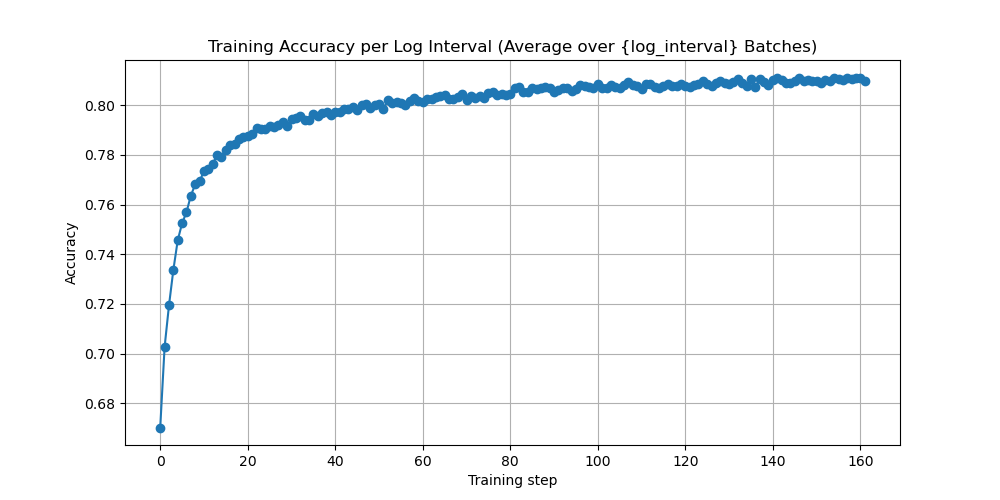 Training Accuracy per Log Interval (Average over {log_interval} Batches)
Accuracy
0.80
0.78
0.76
0.74
0.72
0.70
0.68
0 20 40 60 80 100 120 140 160
Training step